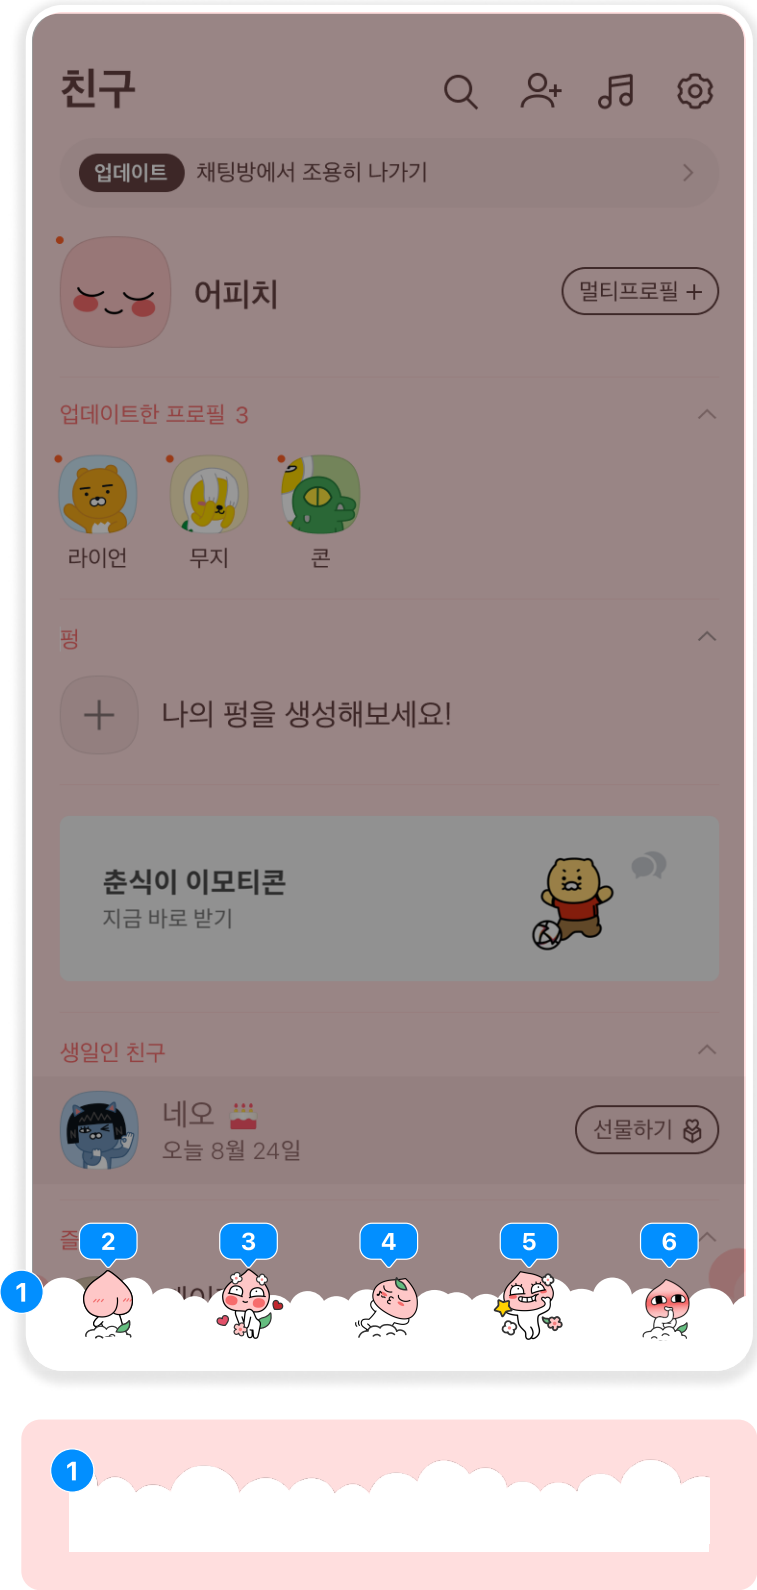 친구
업데이트 채팅방에서 조용히 나가기
어피치
멀티프로필 +
업데이트한 프로필 3
라이언 무지 콘
펑
나의 펑을 생성해보세요!
춘식이 이모티콘
지금 바로 받기
생일인 친구
네오
오늘 8월 24일
선물하기
즐
2 3 4 5 6
1
1